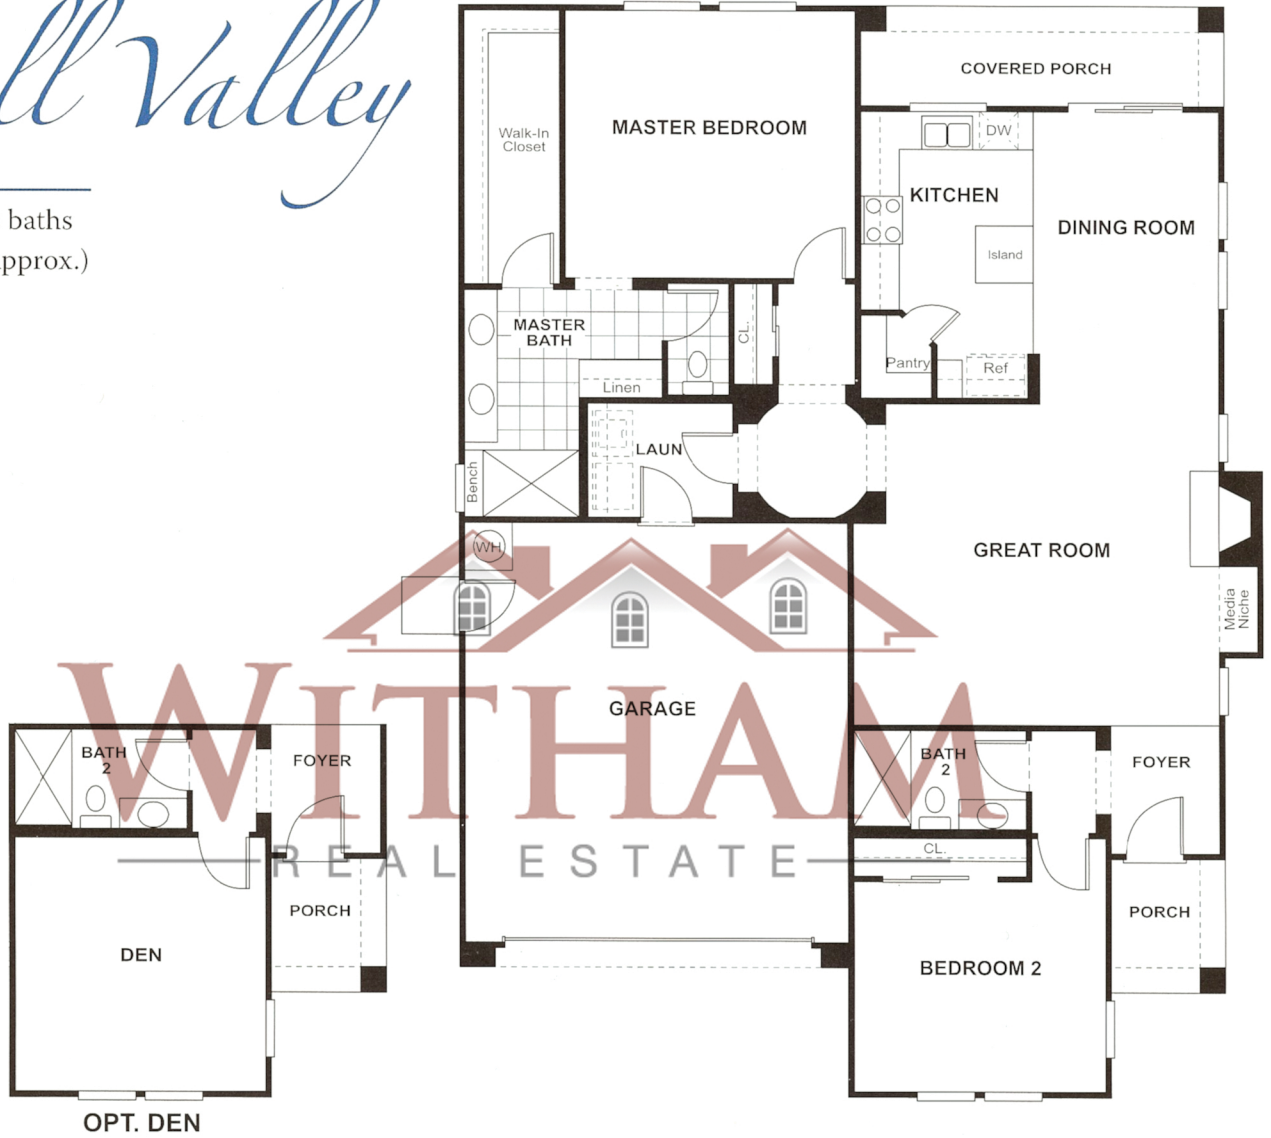 ll Valley
baths
pprox.)
COVERED PORCH
Walk-In
Closet
MASTER BEDROOM
DW
KITCHEN
DINING ROOM
Island
MASTER
BATH
CL.
Pantry
Ref
Linen
LAUN
Bench
WH
GREAT ROOM
Media
Niche
GARAGE
WITHAM
REAL ESTATE
BATH
2
FOYER
PORCH
DEN
OPT. DEN
BATH
2
FOYER
CL.
PORCH
BEDROOM 2